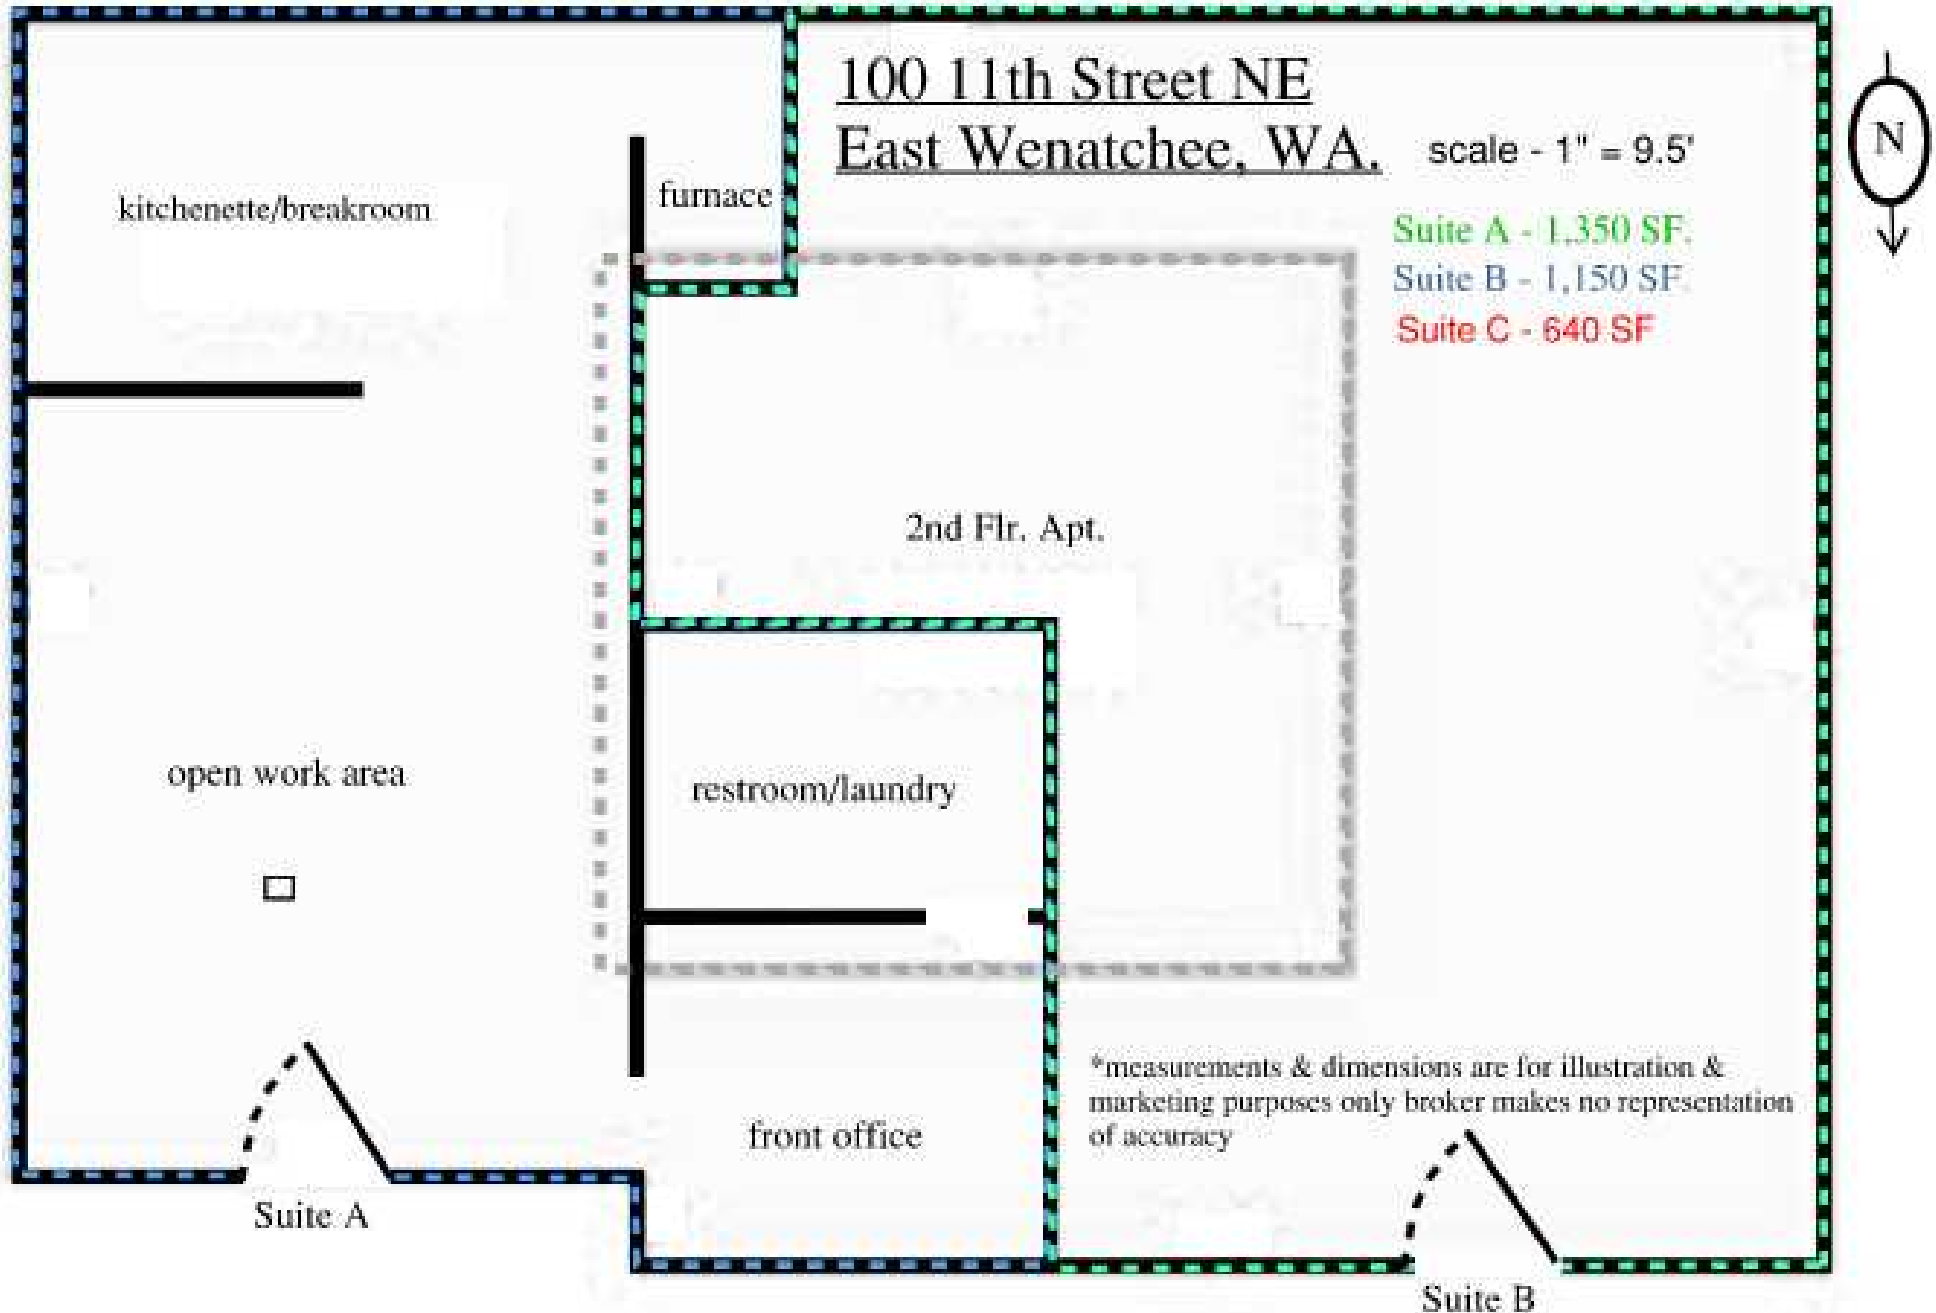 100 11th Street NE
East Wenatchee, WA.
scale - 1" = 9.5'
N
Suite A - 1,350 SF.
Suite B - 1,150 SF.
Suite C - 640 SF
kitchenette/breakroom
furnace
2nd Flr. Apt.
open work area
restroom/laundry
front office
*measurements & dimensions are for illustration &
marketing purposes only broker makes no representation
of accuracy
Suite A
Suite B